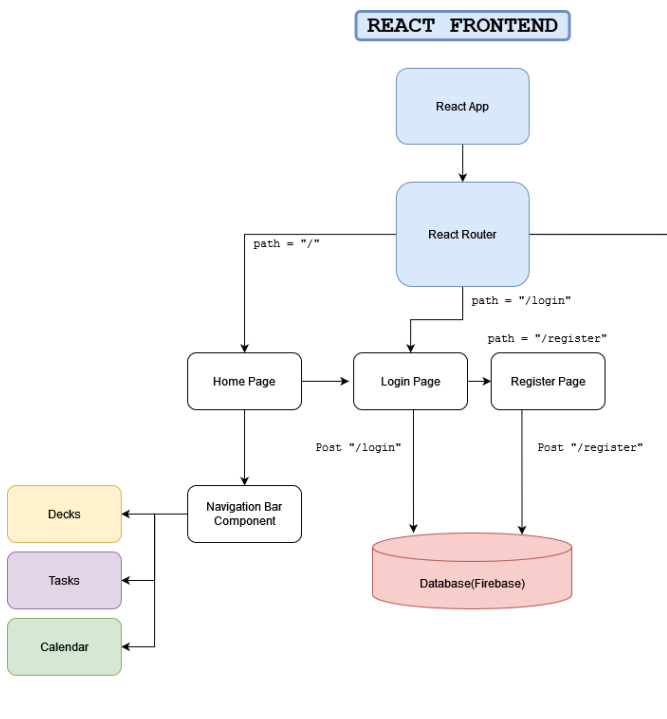 REACT FRONTEND
React App
React Router
path = "/"
path = "/login"
path = "/register"
Home Page
Login Page
Register Page
Post "/login"
Post "/register"
Navigation Bar
Component
Decks
Tasks
Calendar
Database(Firebase)